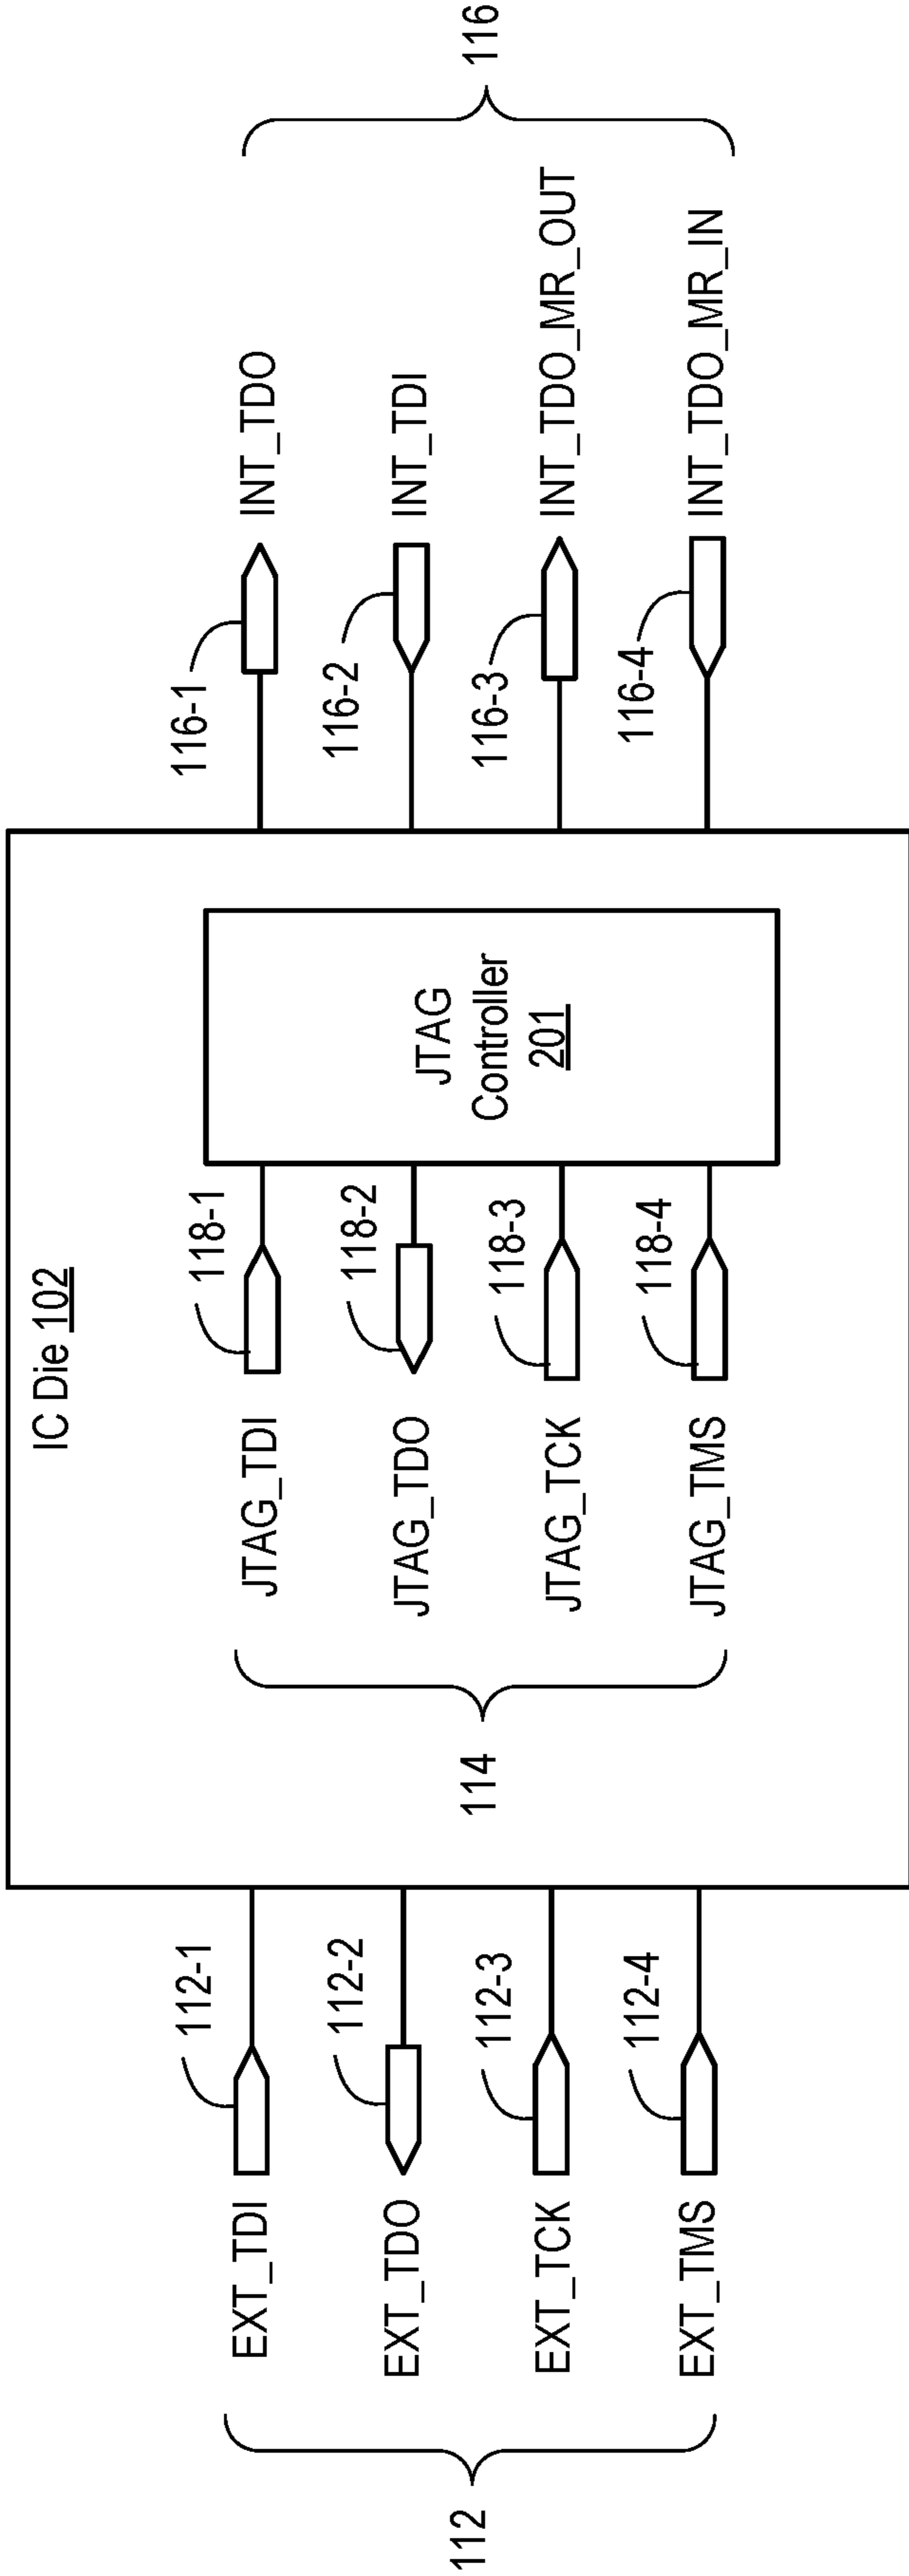 IC Die 102
EXT_TDI
112-1
EXT_TDO
112-2
EXT_TCK
112-3
EXT_TMS
112-4
112
JTAG_TDI
118-1
JTAG_TDO
118-2
JTAG_TCK
118-3
JTAG_TMS
118-4
114
JTAG
Controller
201
116-1
INT_TDO
116-2
INT_TDI
116-3
INT_TDO_MR_OUT
116-4
INT_TDO_MR_IN
116